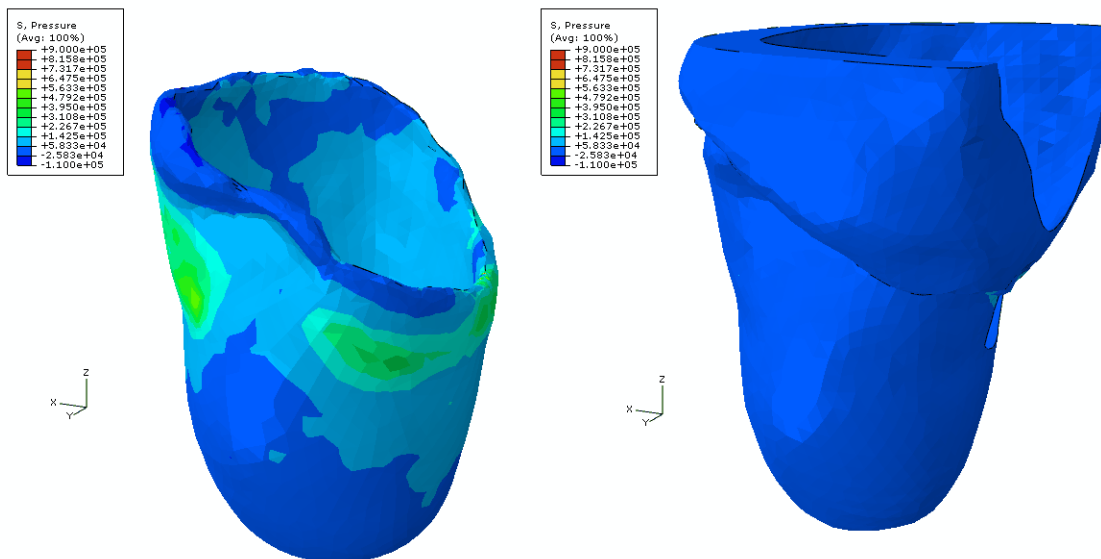 S, Pressure
(Avg: 100%)
+9.000e+05
+8.158e+05
+7.317e+05
+6.475e+05
+5.633e+05
+4.792e+05
+3.950e+05
+3.108e+05
+2.267e+05
+1.425e+05
+5.833e+04
-2.583e+04
-1.100e+05
Z
X
Y
S, Pressure
(Avg: 100%)
+9.000e+05
+8.158e+05
+7.317e+05
+6.475e+05
+5.633e+05
+4.792e+05
+3.950e+05
+3.108e+05
+2.267e+05
+1.425e+05
+5.833e+04
-2.583e+04
-1.100e+05
Z
X
Y